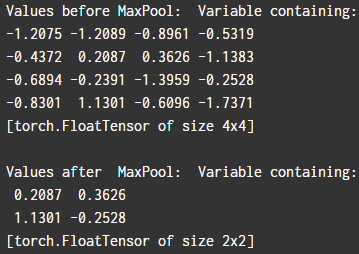 Values before MaxPool:  Variable containing:
-1.2075 -1.2089 -0.8961 -0.5319
-0.4372  0.2087  0.3626 -1.1383
-0.6894 -0.2391 -1.3959 -0.2528
-0.8301  1.1301 -0.6096 -1.7371
[torch.FloatTensor of size 4x4]

Values after  MaxPool:  Variable containing:
 0.2087  0.3626
 1.1301 -0.2528
[torch.FloatTensor of size 2x2]